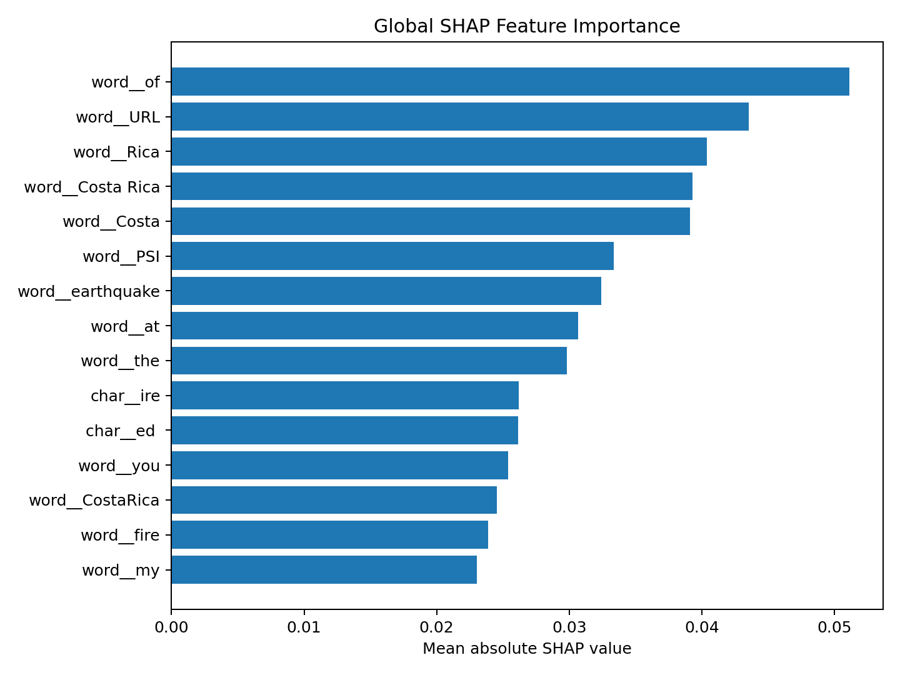 Global SHAP Feature Importance
word__of
word__URL
word__Rica
word__Costa Rica
word__Costa
word__PSI
word__earthquake
word__at
word__the
char__ire
char__ed
word__you
word__CostaRica
word__fire
word__my
0.00 0.01 0.02 0.03 0.04 0.05
Mean absolute SHAP value